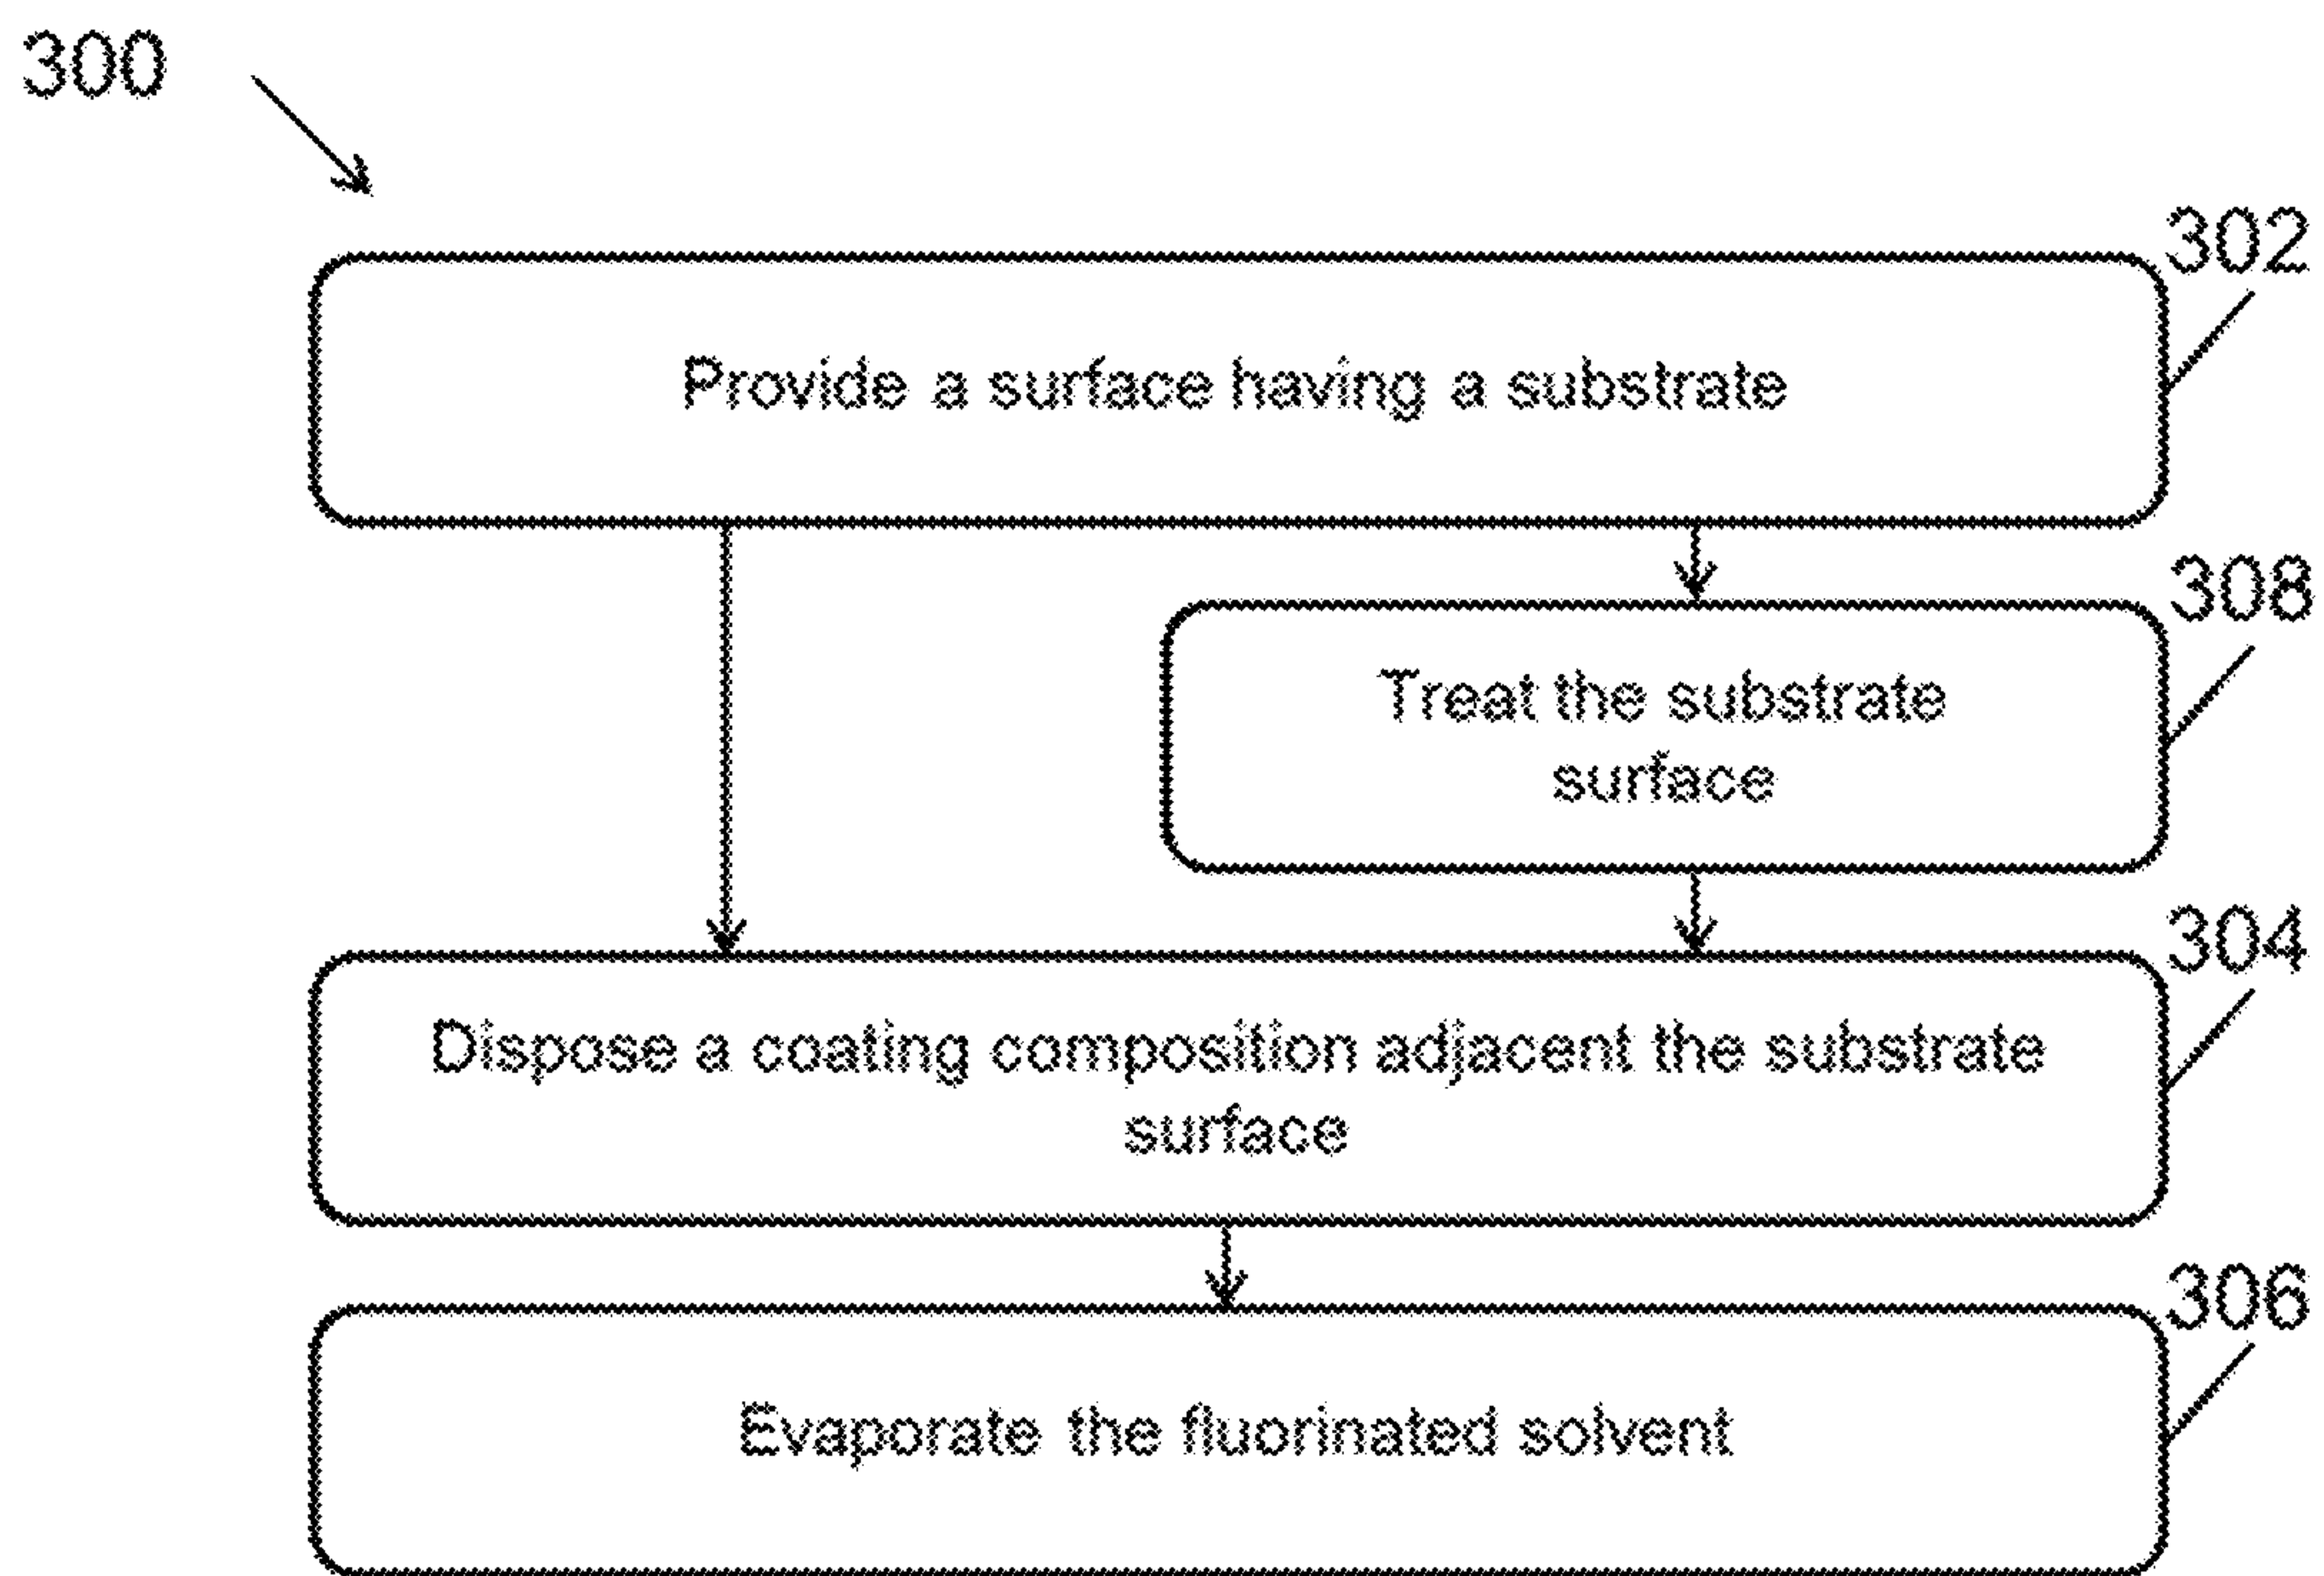 300
302
Provide a surface having a substrate
308
Treat the substrate
surface
304
Dispose a coating composition adjacent the substrate
surface
306
Evaporate the fluorinated solvent